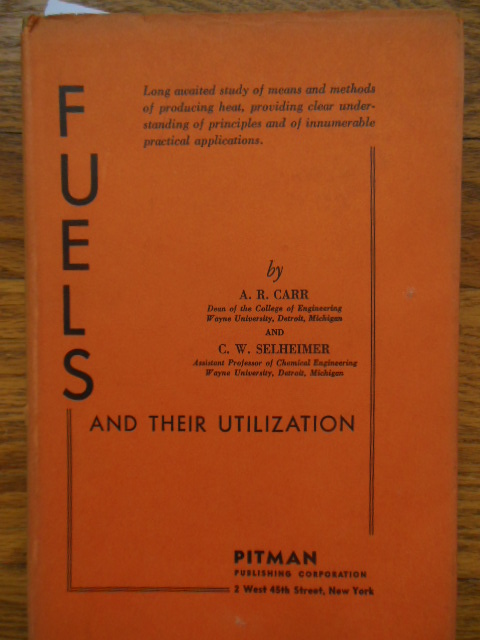 FUELS
Long awaited study of means and methods
of producing heat, providing clear under-
standing of principles and of innumerable
practical applications.
by
A. R. CARR
Dean of the College of Engineering
Wayne University, Detroit, Michigan
AND
C. W. SELHEIMER
Assistant Professor of Chemical Engineering
Wayne University, Detroit, Michigan
AND THEIR UTILIZATION
PITMAN
PUBLISHING CORPORATION
2 West 45th Street, New York